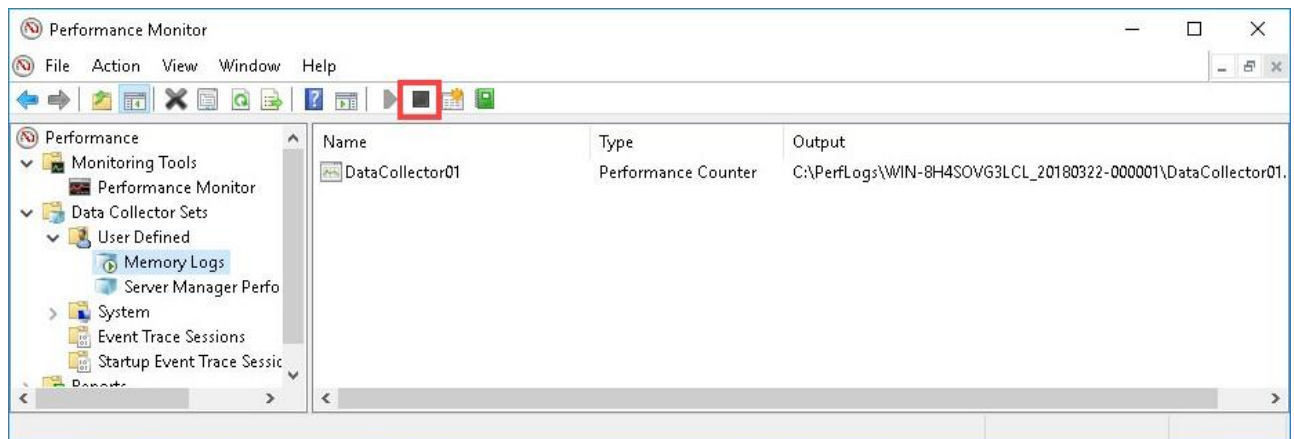 Performance Monitor
File Action View Window Help
Performance
Monitoring Tools
Performance Monitor
Data Collector Sets
User Defined
Memory Logs
Server Manager Perfo
System
Event Trace Sessions
Startup Event Trace Sessic
Reports
Name Type Output
DataCollector01 Performance Counter C:\PerfLogs\WIN-8H4SOVG3LCL_20180322-000001\DataCollector01.